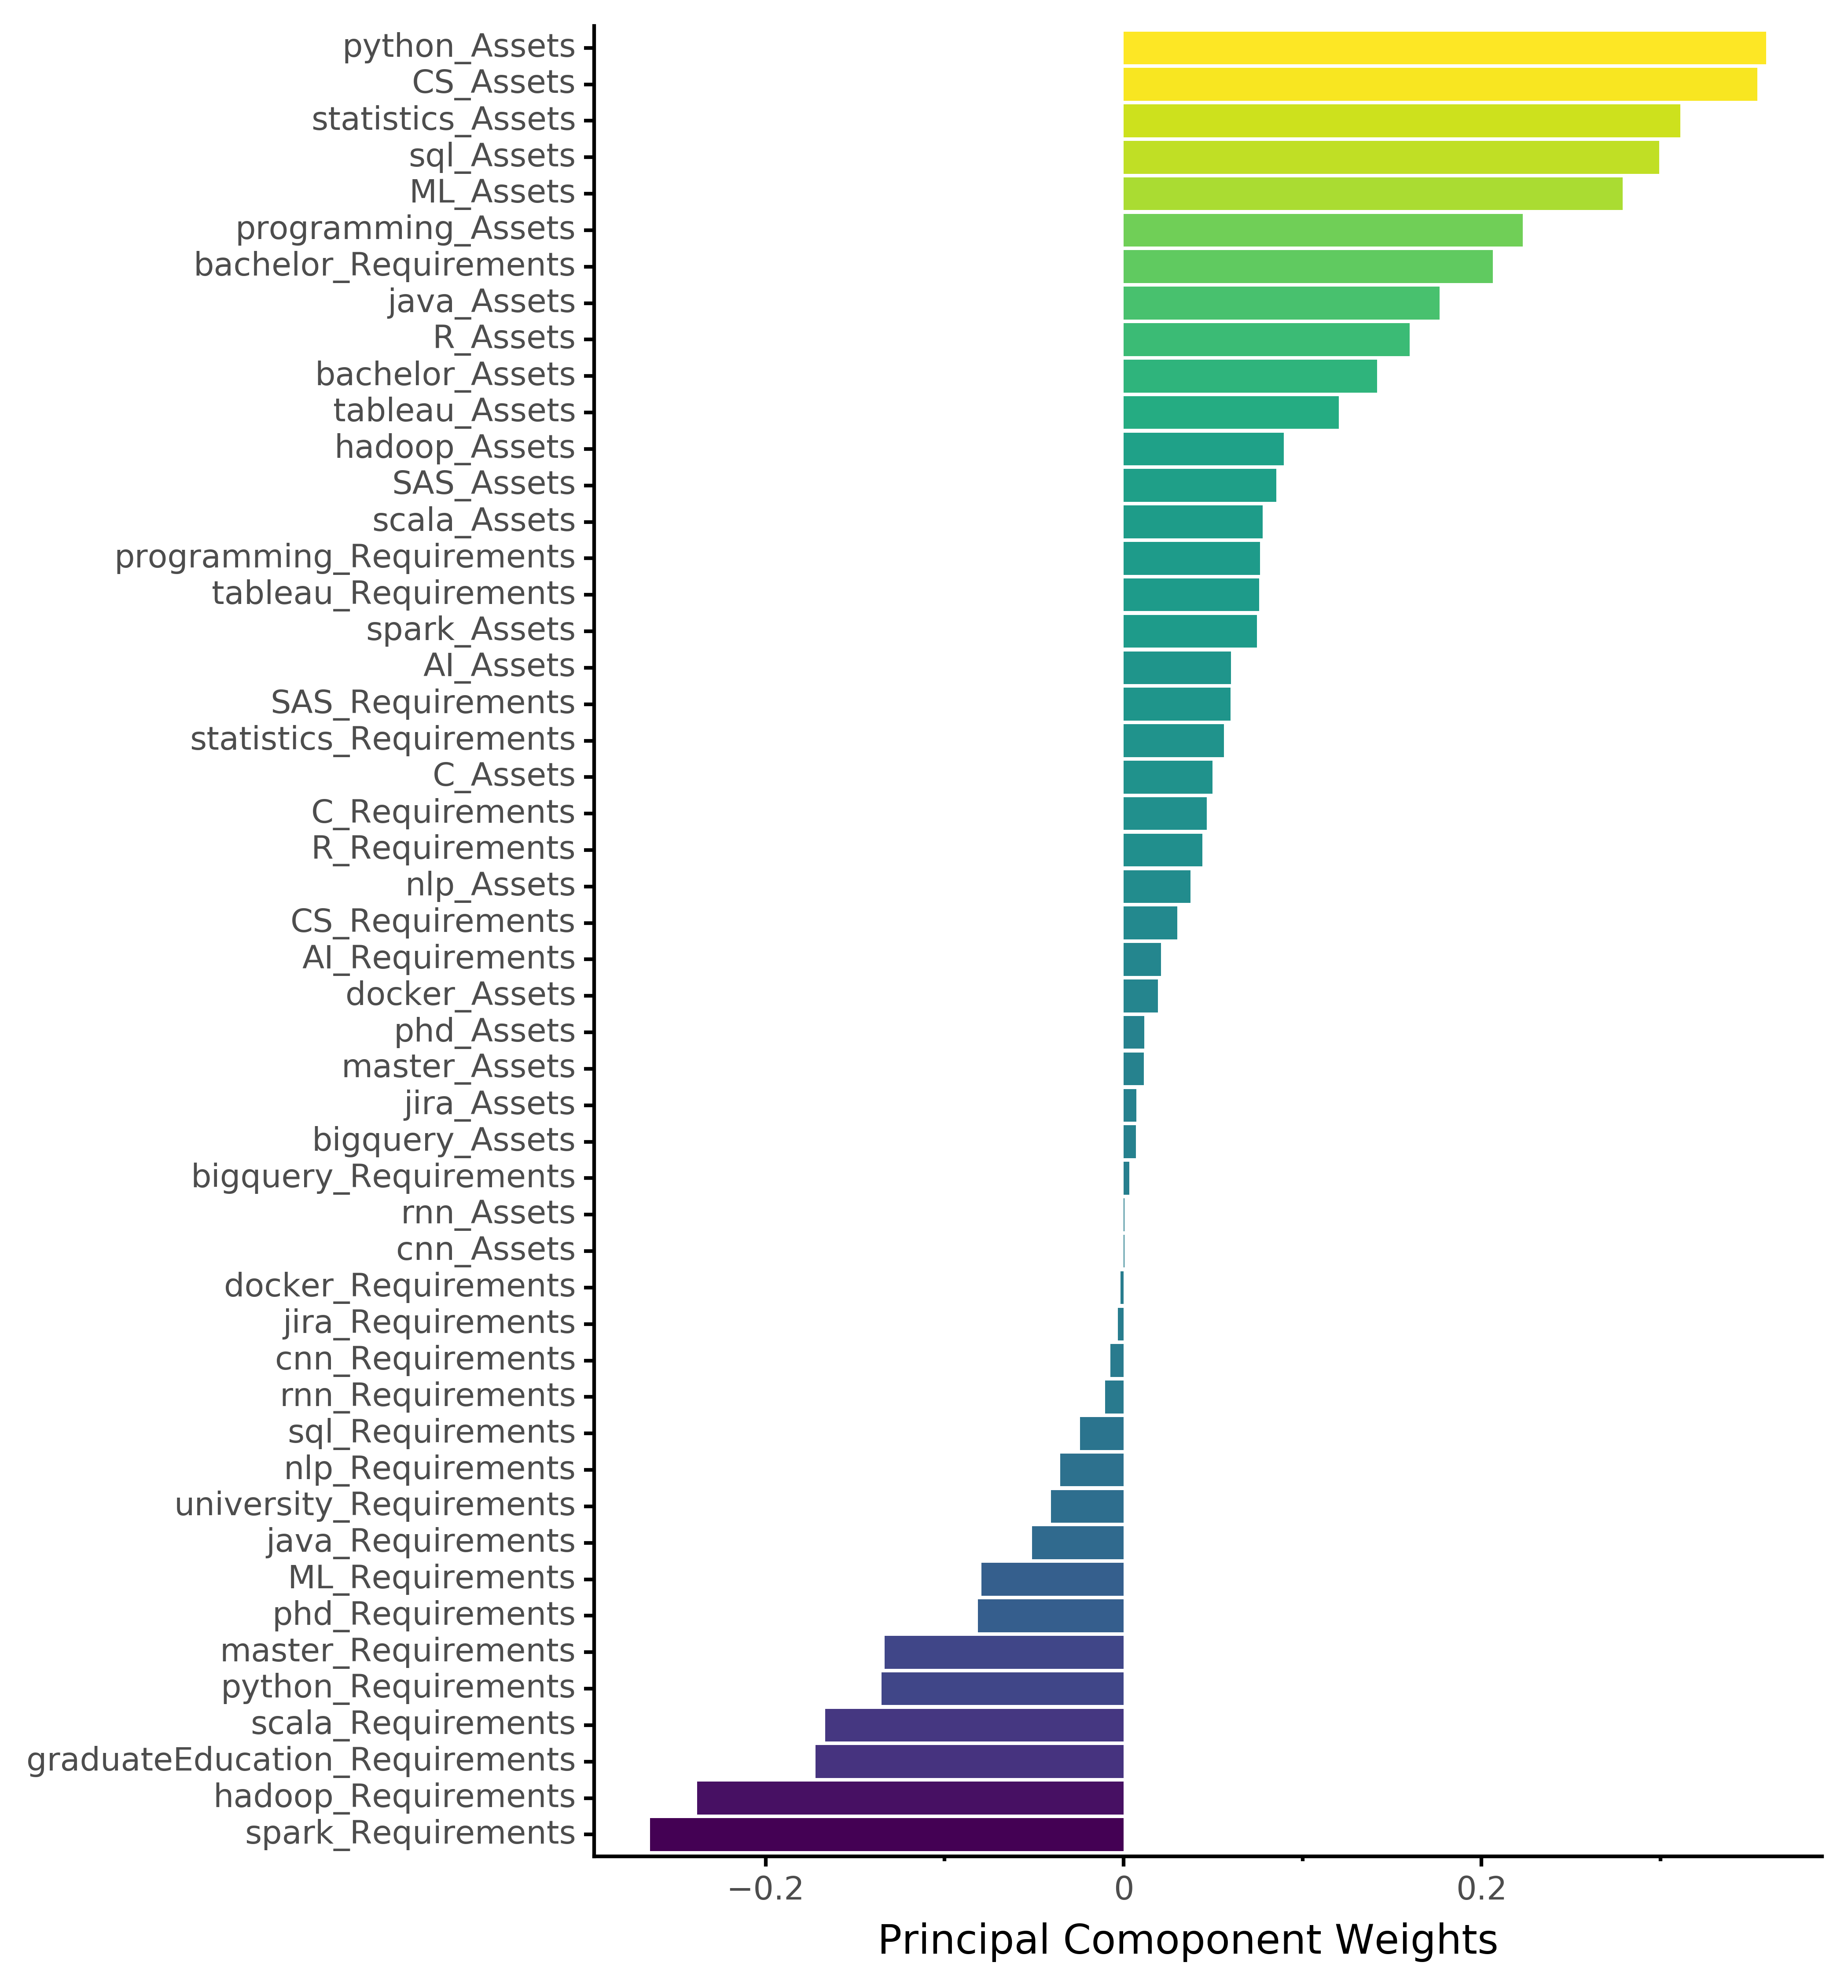 python_Assets
CS_Assets
statistics_Assets
sql_Assets
ML_Assets
programming_Assets
bachelor_Requirements
java_Assets
R_Assets
bachelor_Assets
tableau_Assets
hadoop_Assets
SAS_Assets
scala_Assets
programming_Requirements
tableau_Requirements
spark_Assets
AI_Assets
SAS_Requirements
statistics_Requirements
C_Assets
C_Requirements
R_Requirements
nlp_Assets
CS_Requirements
AI_Requirements
docker_Assets
phd_Assets
master_Assets
jira_Assets
bigquery_Assets
bigquery_Requirements
rnn_Assets
cnn_Assets
docker_Requirements
jira_Requirements
cnn_Requirements
rnn_Requirements
sql_Requirements
nlp_Requirements
university_Requirements
java_Requirements
ML_Requirements
phd_Requirements
master_Requirements
python_Requirements
scala_Requirements
graduateEducation_Requirements
hadoop_Requirements
spark_Requirements
−0.2 0 0.2
Principal Comoponent Weights